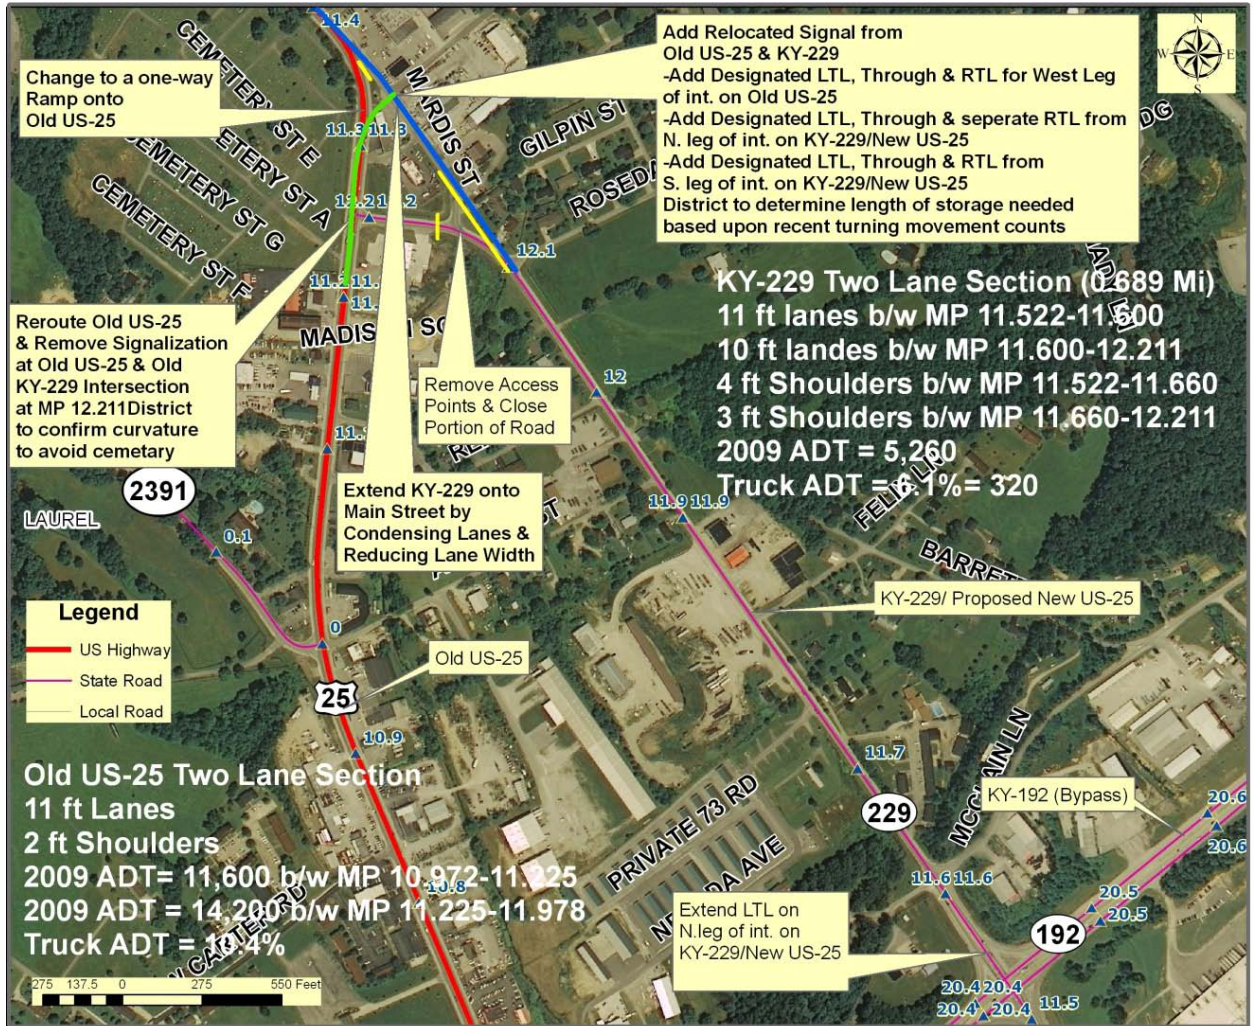 11.4
CEMETERY ST E
CEMETERY ST A
CEMETERY ST G
CEMETERY ST F
MARDIS ST
GILPIN ST
N
W E
S
Change to a one-way
Ramp onto
Old US-25
Add Relocated Signal from
Old US-25 & KY-229
-Add Designated LTL, Through & RTL for West Leg
of int. on Old US-25
-Add Designated LTL, Through & seperate RTL from
N. leg of int. on KY-229/New US-25
-Add Designated LTL, Through & RTL from
S. leg of int. on KY-229/New US-25
District to determine length of storage needed
based upon recent turning movement counts
12.1
KY-229 Two Lane Section (0.689 Mi)
11 ft lanes b/w MP 11.522-11.600
10 ft landes b/w MP 11.600-12.211
4 ft Shoulders b/w MP 11.522-11.660
3 ft Shoulders b/w MP 11.660-12.211
2009 ADT = 5,260
Truck ADT = 6.1%= 320
Reroute Old US-25
& Remove Signalization
at Old US-25 & Old
KY-229 Intersection
at MP 12.211District
to confirm curvature
to avoid cemetary
Remove Access
Points & Close
Portion of Road
12
Extend KY-229 onto
Main Street by
Condensing Lanes &
Reducing Lane Width
2391
LAUREL
0.1
0
11.9 11.9
FELIX LN
KY-229/ Proposed New US-25
Legend
US Highway
State Road
Local Road
Old US-25
25
10.9
11.7
229
MCCLAIN LN
KY-192 (Bypass)
20.6
20.6
PRIVATE 73 RD
Old US-25 Two Lane Section
11 ft Lanes
2 ft Shoulders
2009 ADT= 11,600 b/w MP 10.972-11.225
2009 ADT = 14,200 b/w MP 11.225-11.978
Truck ADT =
10.8
11.6 11.6
20.5
20.5
192
Extend LTL on
N.leg of int. on
KY-229/New US-25
20.4 20.4
20.4 20.4
11.5
275 137.5 0 275 550 Feet